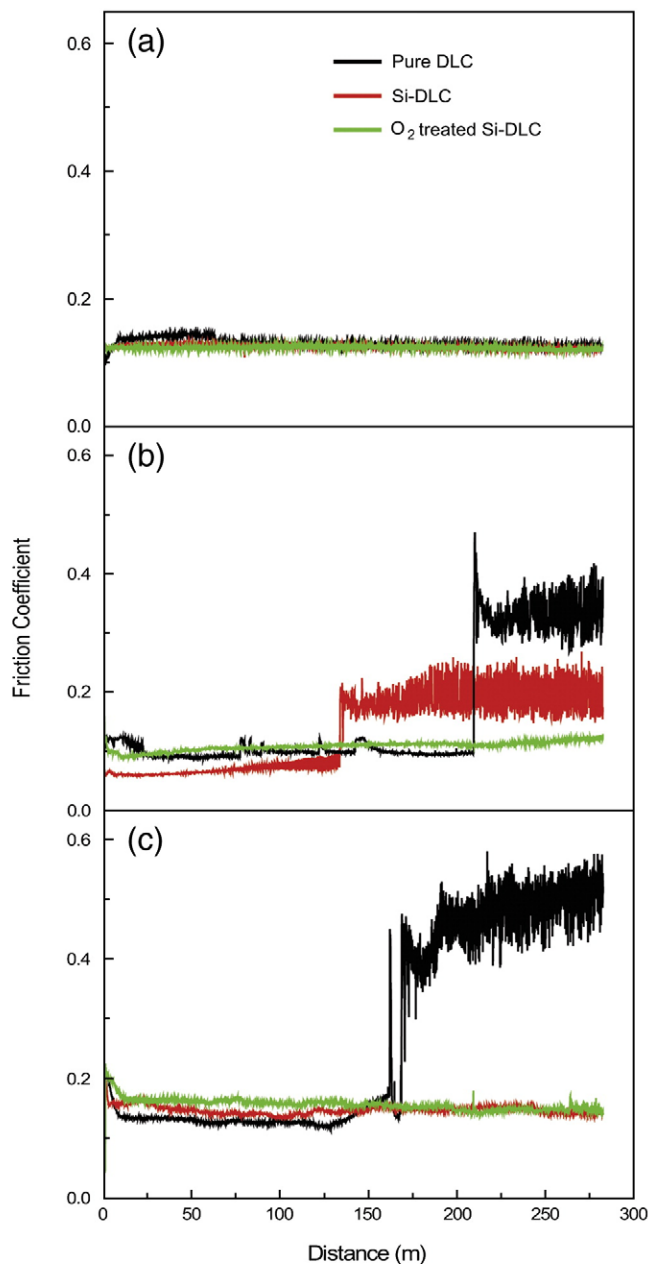 (a)
Pure DLC
Si-DLC
O2 treated Si-DLC
0.6
0.4
0.2
0.0
(b)
0.6
0.4
0.2
0.0
Friction Coefficient
(c)
0.6
0.4
0.2
0.0
0 50 100 150 200 250 300
Distance (m)